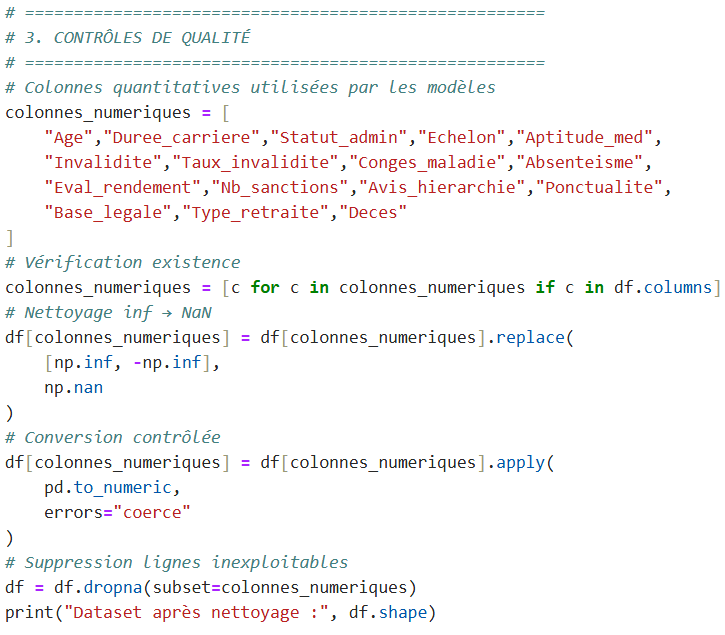 # ====================================================
# 3. CONTRÔLES DE QUALITÉ
# ====================================================
# Colonnes quantitatives utilisées par les modèles
colonnes_numeriques = [
    "Age","Duree_carriere","Statut_admin","Echelon","Aptitude_med",
    "Invalidite","Taux_invalidite","Conges_maladie","Absenteisme",
    "Eval_rendement","Nb_sanctions","Avis_hierarchie","Ponctualite",
    "Base_legale","Type_retraite","Deces"
]
# Vérification existence
colonnes_numeriques = [c for c in colonnes_numeriques if c in df.columns]
# Nettoyage inf → NaN
df[colonnes_numeriques] = df[colonnes_numeriques].replace(
    [np.inf, -np.inf],
    np.nan
)
# Conversion contrôlée
df[colonnes_numeriques] = df[colonnes_numeriques].apply(
    pd.to_numeric,
    errors="coerce"
)
# Suppression lignes inexploitables
df = df.dropna(subset=colonnes_numeriques)
print("Dataset après nettoyage :", df.shape)